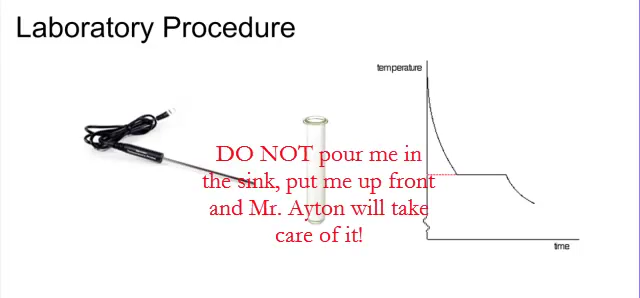 Laboratory Procedure
temperature
DO NOT pour me in
the sink, put me up front
and Mr. Ayton will take
care of it!
time